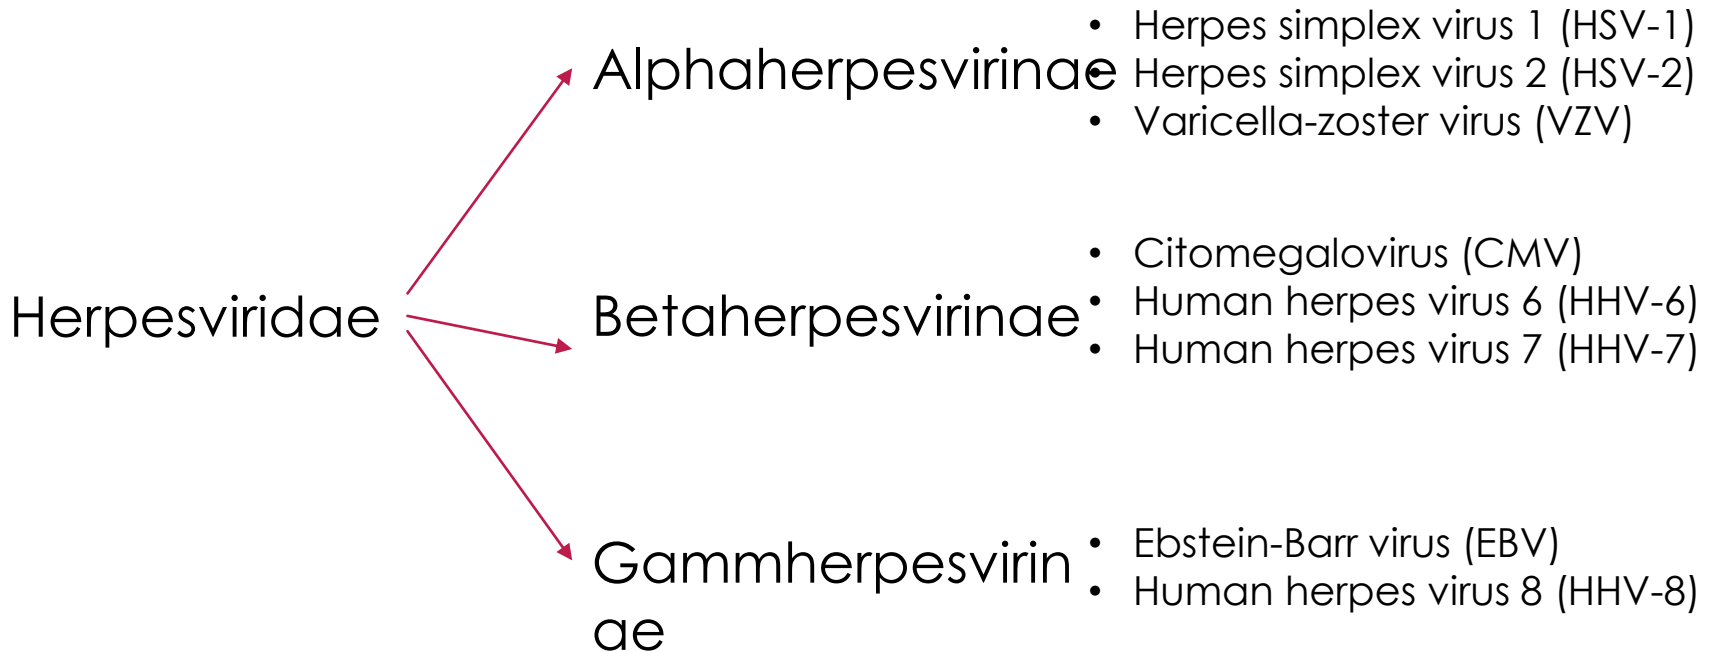 Herpesviridae
Alphaherpesvirinae
• Herpes simplex virus 1 (HSV-1)
• Herpes simplex virus 2 (HSV-2)
• Varicella-zoster virus (VZV)
Betaherpesvirinae
• Citomegalovirus (CMV)
• Human herpes virus 6 (HHV-6)
• Human herpes virus 7 (HHV-7)
Gammherpesvirin
ae
• Ebstein-Barr virus (EBV)
• Human herpes virus 8 (HHV-8)